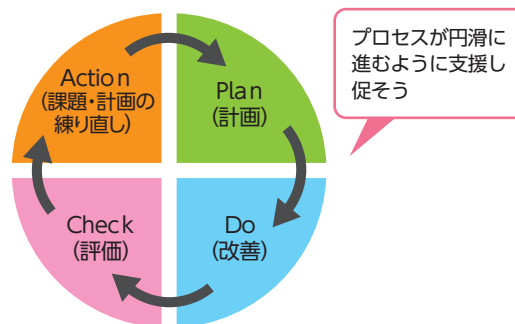 Action
(課題・計画の
練り直し)
Plan
(計画)
Do
(改善)
Check
(評価)
プロセスが円滑に
進むように支援し
促そう